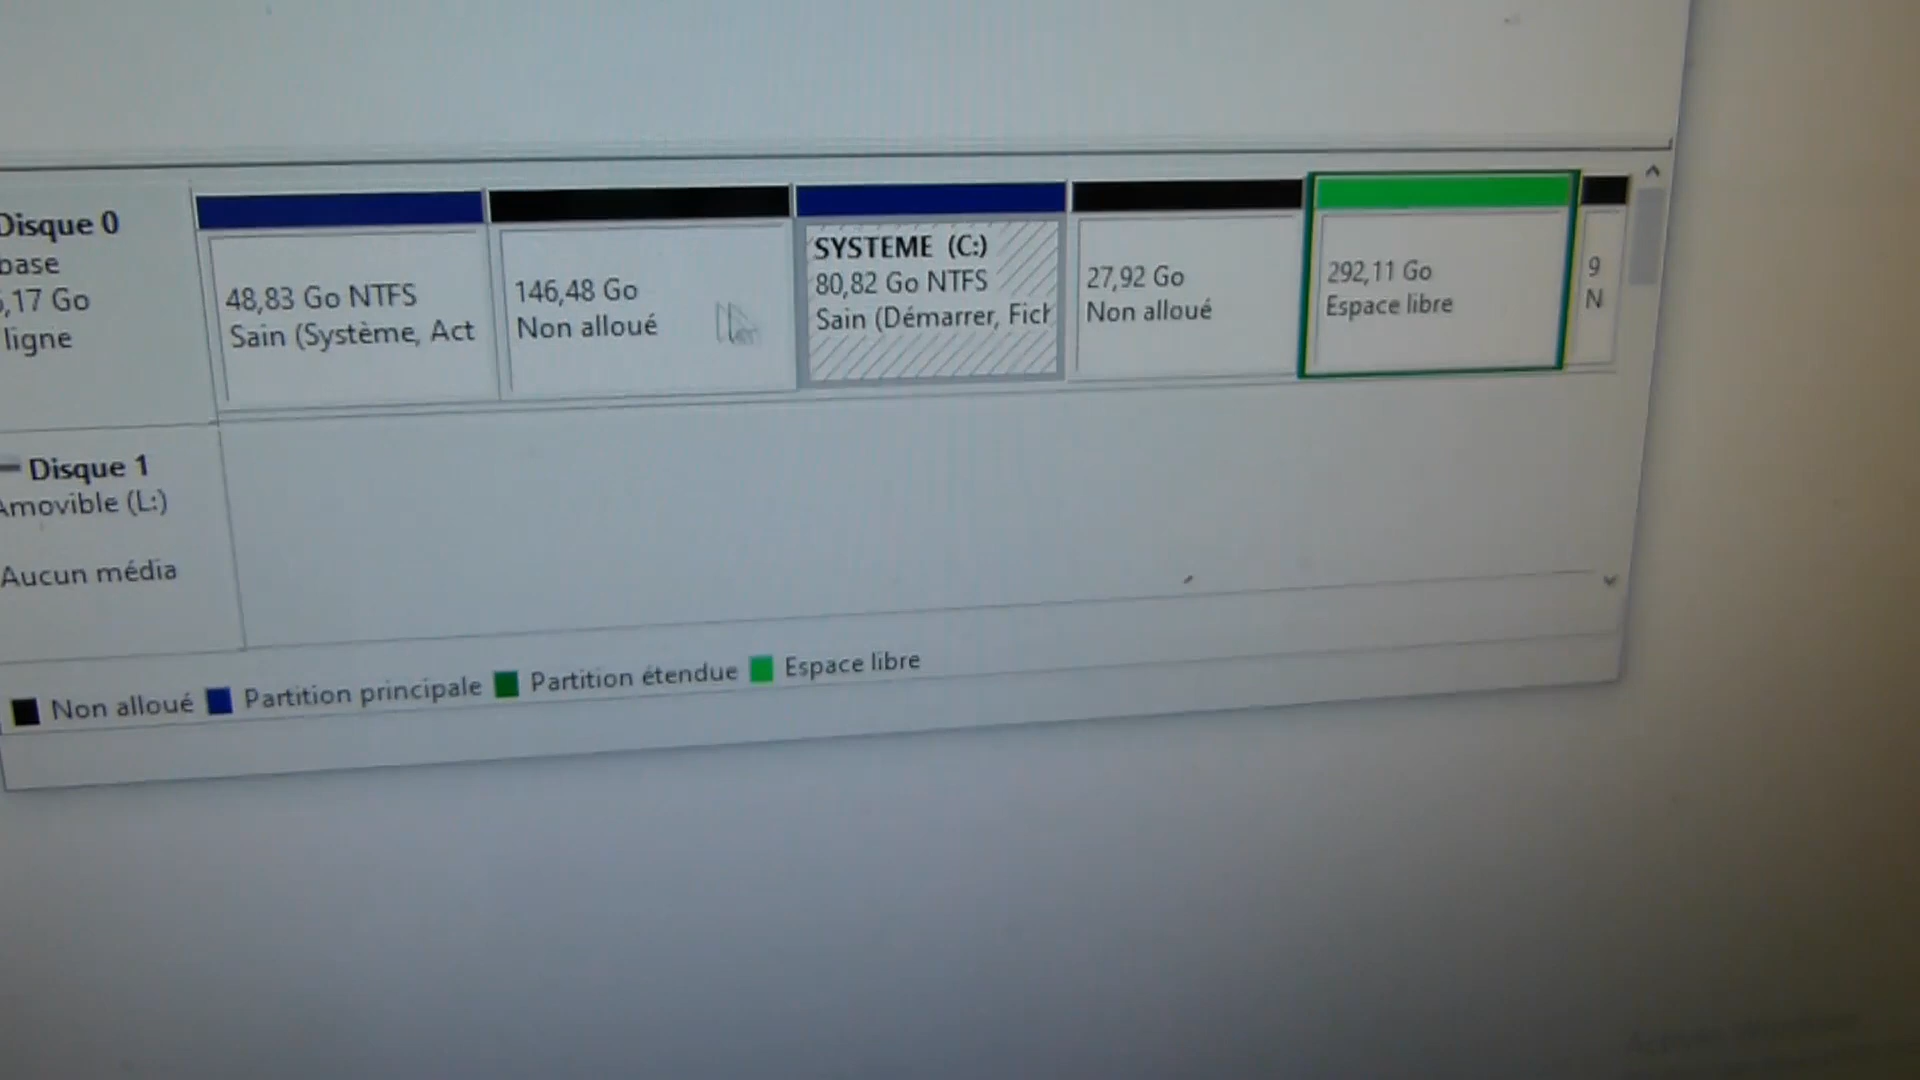 Disque 0
base
5,17 Go
ligne
48,83 Go NTFS
Sain (Système, Act
146,48 Go
Non alloué
SYSTEME (C:)
80,82 Go NTFS
Sain (Démarrer, Fich
27,92 Go
Non alloué
292,11 Go
Espace libre
9
N
Disque 1
Amovible (L:)
Aucun média
Non alloué
Partition principale
Partition étendue
Espace libre